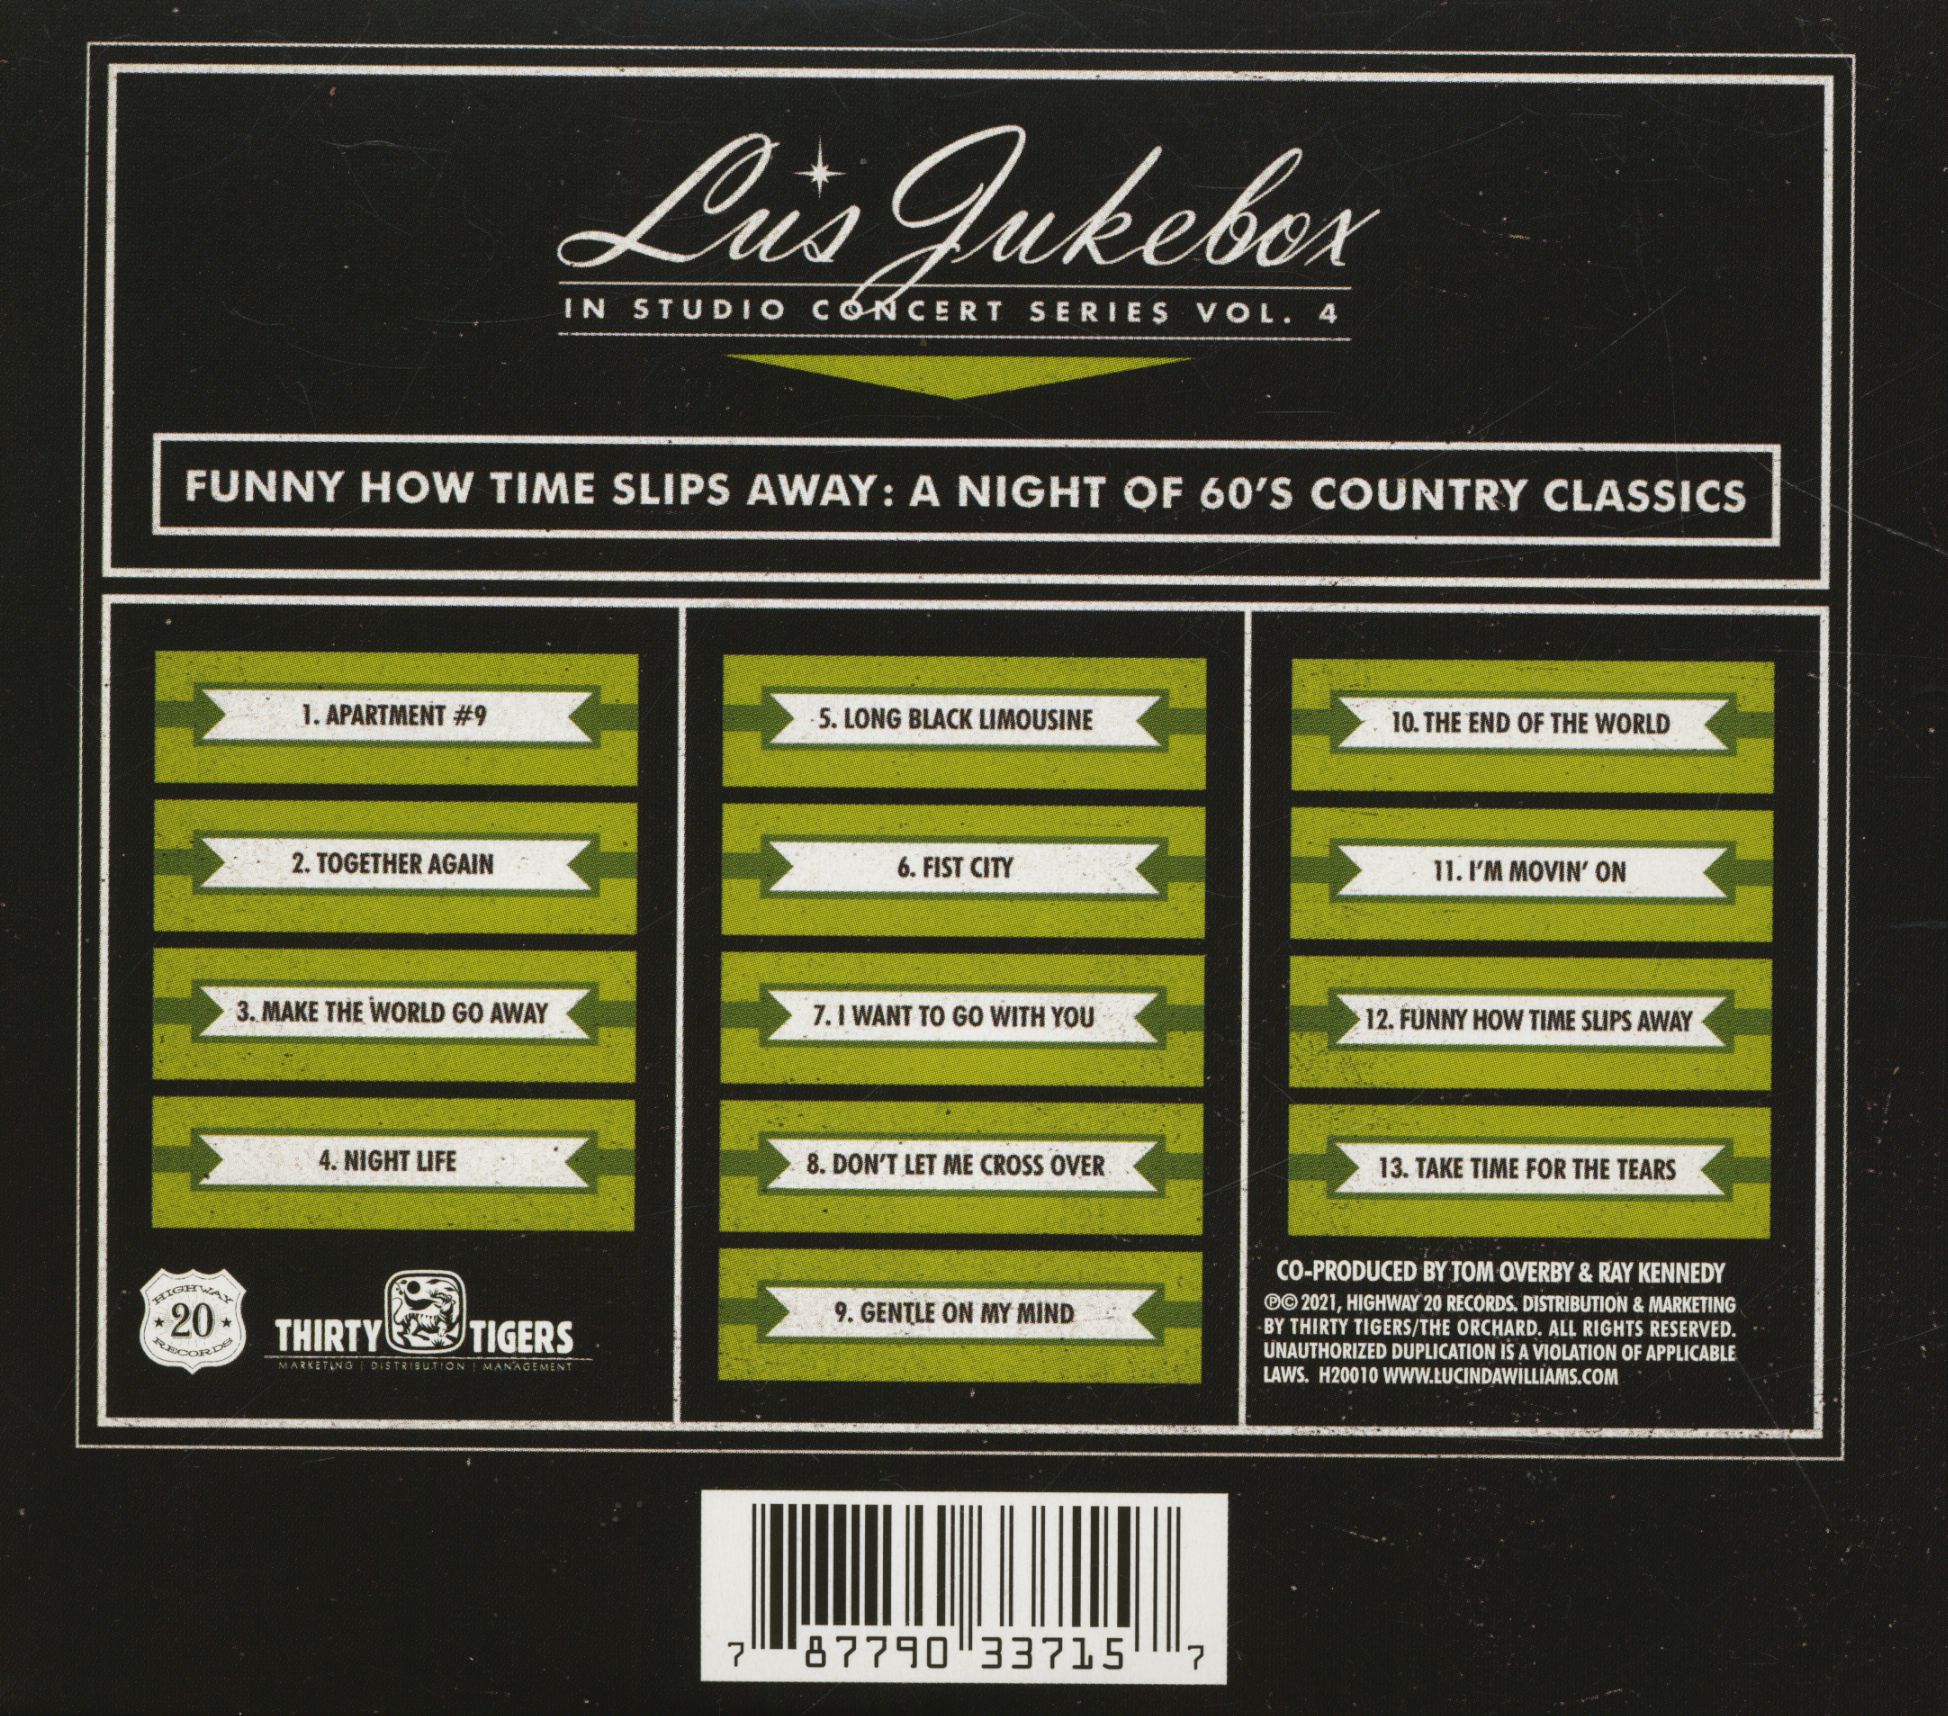 Lu's Jukebox
IN STUDIO CONCERT SERIES VOL. 4
FUNNY HOW TIME SLIPS AWAY: A NIGHT OF 60'S COUNTRY CLASSICS
1. APARTMENT #9
2. TOGETHER AGAIN
3. MAKE THE WORLD GO AWAY
4. NIGHT LIFE
HIGHWAY
20
RECORDS
THIRTY TIGERS
MARKETING | DISTRIBUTION | MANAGEMENT
5. LONG BLACK LIMOUSINE
6. FIST CITY
7. I WANT TO GO WITH YOU
8. DON'T LET ME CROSS OVER
9. GENTLE ON MY MIND
10. THE END OF THE WORLD
11. I'M MOVIN' ON
12. FUNNY HOW TIME SLIPS AWAY
13. TAKE TIME FOR THE TEARS
CO-PRODUCED BY TOM OVERBY & RAY KENNEDY
℗© 2021, HIGHWAY 20 RECORDS. DISTRIBUTION & MARKETING
BY THIRTY TIGERS/THE ORCHARD. ALL RIGHTS RESERVED.
UNAUTHORIZED DUPLICATION IS A VIOLATION OF APPLICABLE
LAWS. H20010 WWW.LUCINDAWILLIAMS.COM
7 87790 33715 7